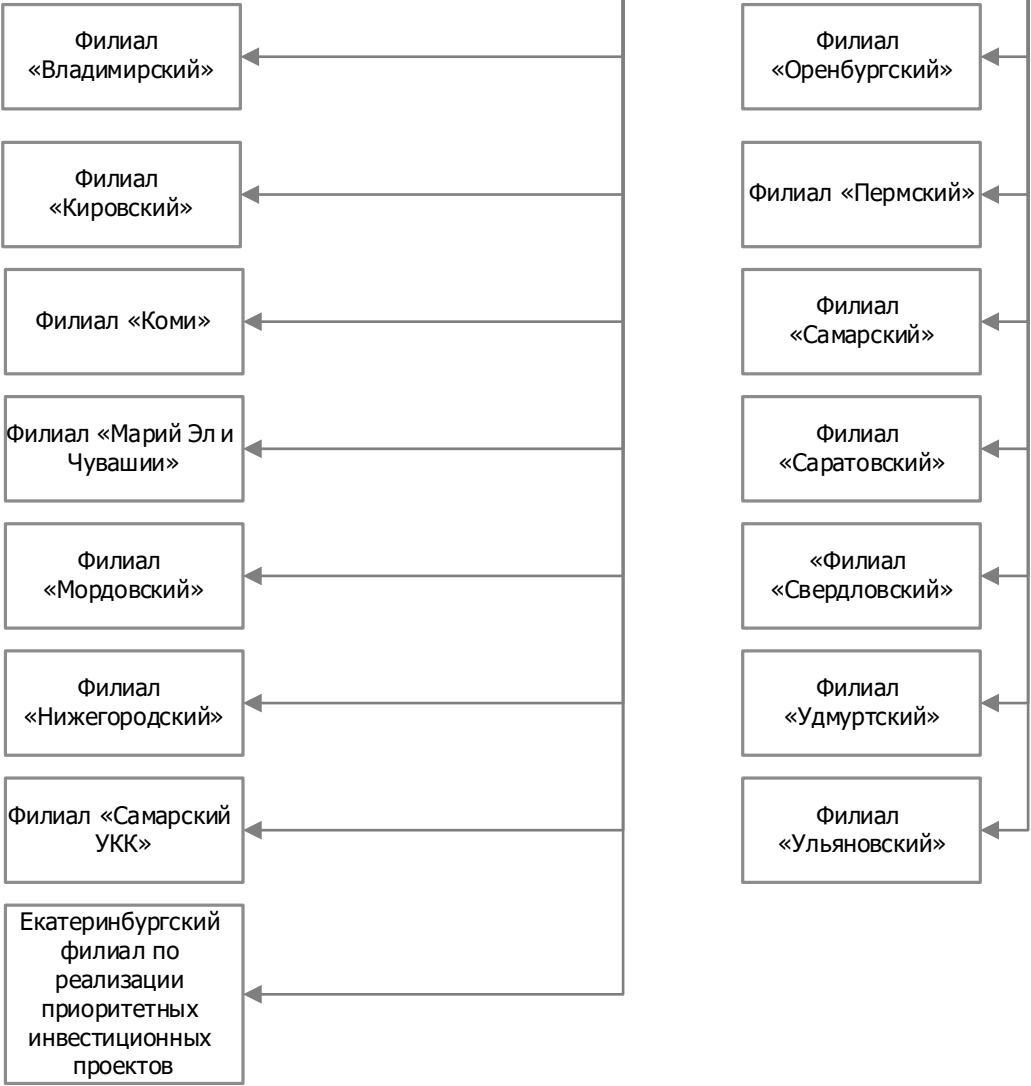 Филиал
«Владимирский»
Филиал
«Кировский»
Филиал «Коми»
Филиал «Марий Эл и
Чувашии»
Филиал
«Мордовский»
Филиал
«Нижегородский»
Филиал «Самарский
УКК»
Екатеринбургский
филиал по
реализации
приоритетных
инвестиционных
проектов
Филиал
«Оренбургский»
Филиал «Пермский»
Филиал
«Самарский»
Филиал
«Саратовский»
«Филиал
«Свердловский»
Филиал
«Удмуртский»
Филиал
«Ульяновский»